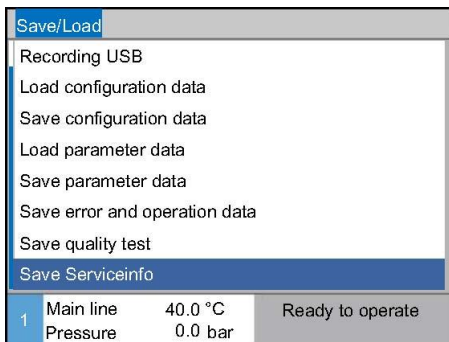 Save/Load
Recording USB
Load configuration data
Save configuration data
Load parameter data
Save parameter data
Save error and operation data
Save quality test
Save Serviceinfo
1 Main line 40.0 °C Ready to operate
Pressure 0.0 bar